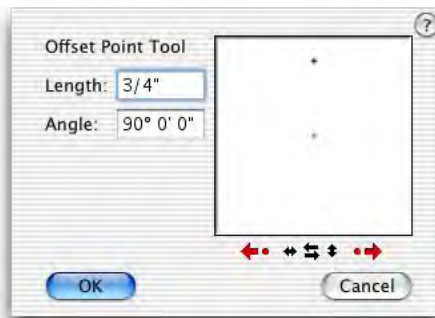 ?
Offset Point Tool
Length: 3/4"
Angle: 90° 0' 0"
OK Cancel